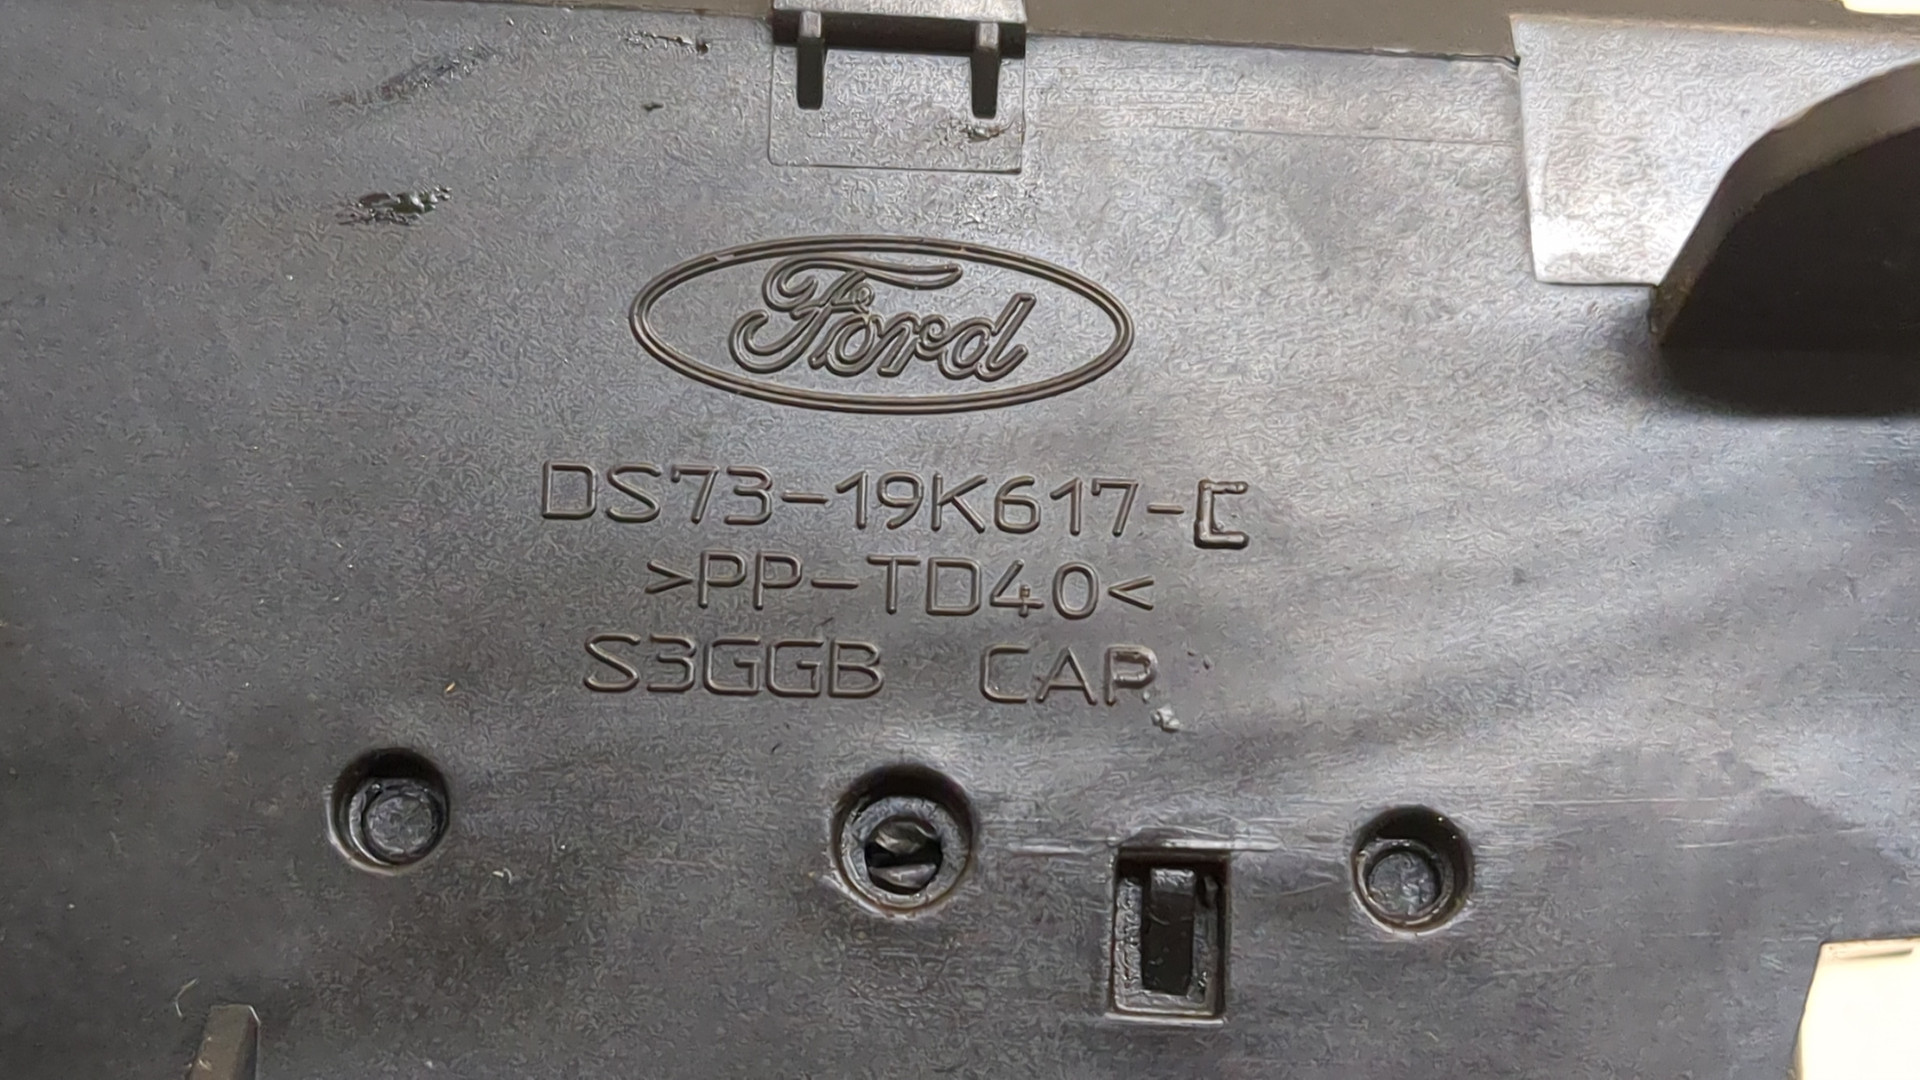 Ford
DS73-19K617-C
>PP-TD40<
S3GGB CAP